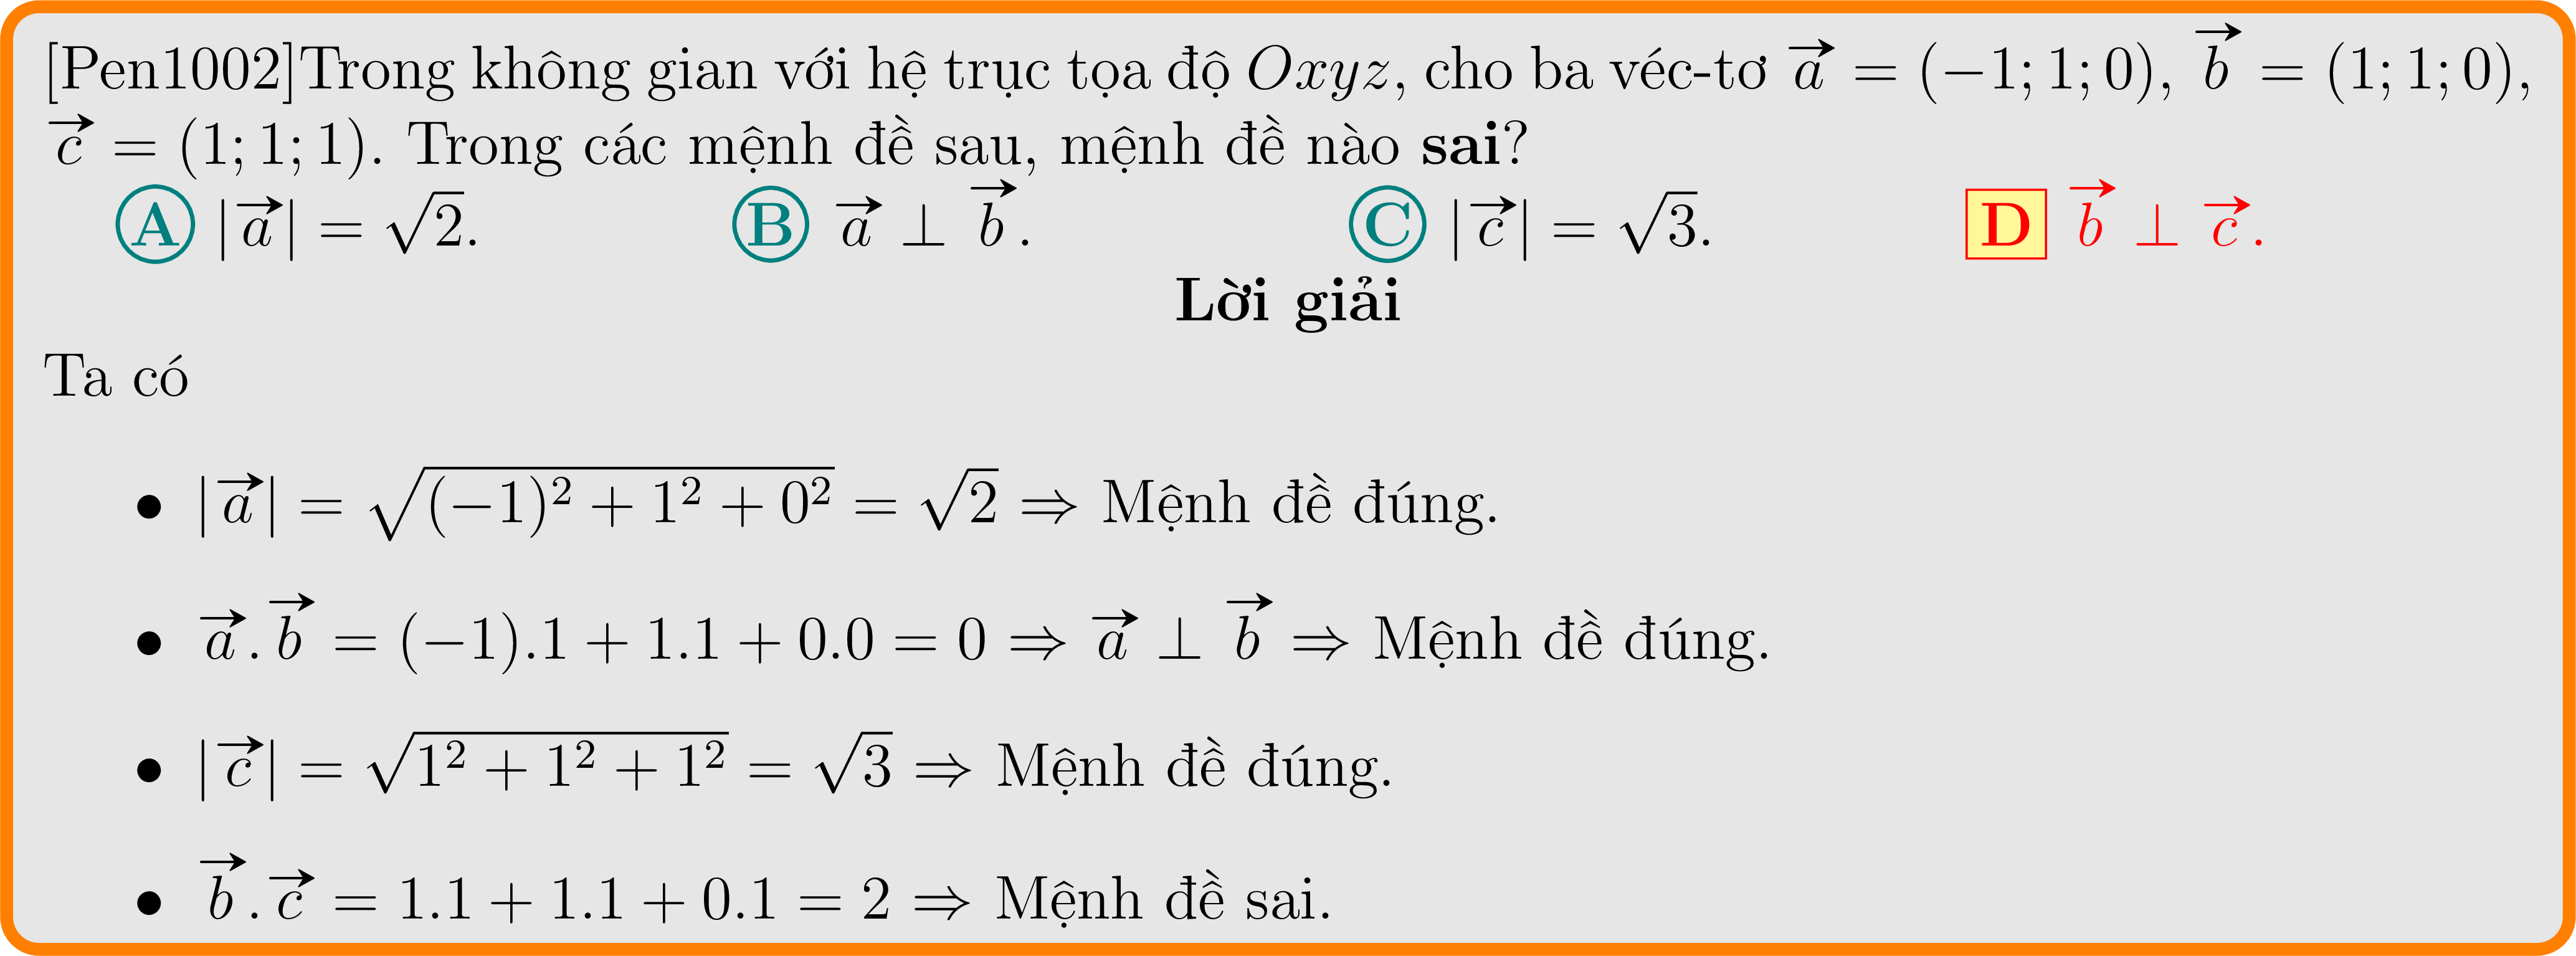 [Pen1002]Trong không gian với hệ trục tọa độ $Oxyz$, cho ba véc-tơ $\overrightarrow{a} = (-1; 1; 0)$, $\overrightarrow{b} = (1; 1; 0)$,
$\overrightarrow{c} = (1; 1; 1)$. Trong các mệnh đề sau, mệnh đề nào sai?
A $|\overrightarrow{a}| = \sqrt{2}$. B $\overrightarrow{a} \perp \overrightarrow{b}$. C $|\overrightarrow{c}| = \sqrt{3}$. D $\overrightarrow{b} \perp \overrightarrow{c}$.
Lời giải
Ta có
• $|\overrightarrow{a}| = \sqrt{(-1)^2 + 1^2 + 0^2} = \sqrt{2} \Rightarrow$ Mệnh đề đúng.
• $\overrightarrow{a}.\overrightarrow{b} = (-1).1 + 1.1 + 0.0 = 0 \Rightarrow \overrightarrow{a} \perp \overrightarrow{b} \Rightarrow$ Mệnh đề đúng.
• $|\overrightarrow{c}| = \sqrt{1^2 + 1^2 + 1^2} = \sqrt{3} \Rightarrow$ Mệnh đề đúng.
• $\overrightarrow{b}.\overrightarrow{c} = 1.1 + 1.1 + 0.1 = 2 \Rightarrow$ Mệnh đề sai.